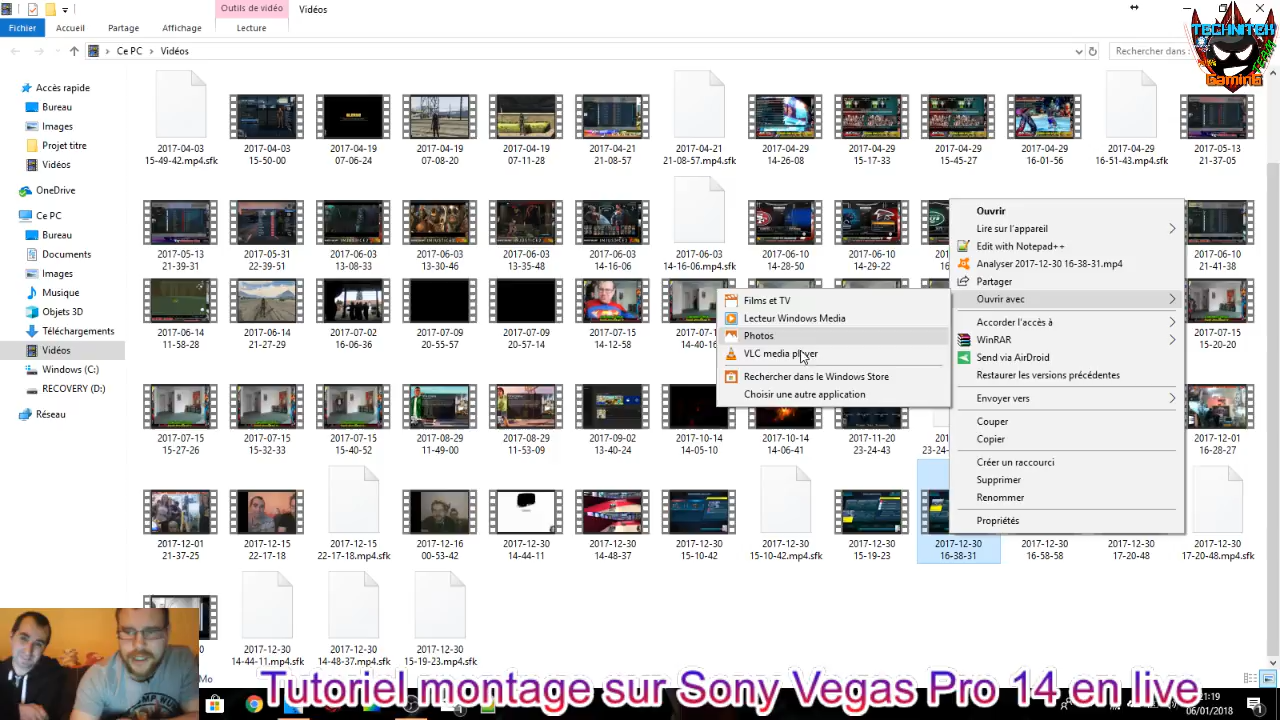 Outils de vidéo
Vidéos
Fichier
Accueil
Partage
Affichage
Lecture
Ce PC
Vidéos
Rechercher dans :
TECHNITEK
TEAM
GaminG
Accès rapide
Bureau
Images
Projet titre
Vidéos
OneDrive
Ce PC
Bureau
Documents
Images
Musique
Objets 3D
Téléchargements
Vidéos
Windows (C:)
RECOVERY (D:)
Réseau
2017-04-03 15-49-42.mp4.sfk
2017-04-03 15-50-00
2017-04-19 07-06-24
2017-04-19 07-08-20
2017-04-19 07-11-28
2017-04-21 21-08-57
2017-04-21 21-08-57.mp4.sfk
2017-04-29 14-26-08
2017-04-29 15-17-33
2017-04-29 15-45-27
2017-04-29 16-01-56
2017-04-29 16-51-43.mp4.sfk
2017-05-13 21-37-05
2017-05-13 21-39-31
2017-05-31 22-39-51
2017-06-03 13-08-33
2017-06-03 13-30-46
2017-06-03 13-35-48
2017-06-03 14-16-06
2017-06-03 14-16-06.mp4.sfk
2017-06-10 14-28-50
2017-06-10 14-29-22
2017-06-10 21-41-38
2017-06-14 11-58-28
2017-06-14 21-27-29
2017-07-02 16-06-36
2017-07-09 20-55-57
2017-07-09 20-57-17
2017-07-15 14-12-58
2017-07-15 15-20-20
2017-07-15 15-27-26
2017-07-15 15-32-33
2017-07-15 15-40-52
2017-08-29 11-49-00
2017-08-29 11-53-09
2017-09-02 13-40-24
2017-10-14 14-05-10
2017-10-14 14-06-41
2017-11-20 23-24-43
2017-12-01 16-28-27
2017-12-01 21-37-25
2017-12-15 22-17-18
2017-12-15 22-17-18.mp4.sfk
2017-12-16 00-53-42
2017-12-30 14-44-11
2017-12-30 14-48-37
2017-12-30 15-10-42
2017-12-30 15-10-42.mp4.sfk
2017-12-30 15-19-23
2017-12-30 16-38-31
2017-12-30 16-58-58
2017-12-30 17-20-48
2017-12-30 17-20-48.mp4.sfk
2017-12-30 14-44-11.mp4.sfk
2017-12-30 14-48-37.mp4.sfk
2017-12-30 15-19-23.mp4.sfk
Films et TV
Lecteur Windows Media
Photos
VLC media player
Rechercher dans le Windows Store
Choisir une autre application
Ouvrir
Lire sur l'appareil
Edit with Notepad++
Analyser 2017-12-30 16-38-31.mp4
Partager
Ouvrir avec
Accorder l'accès à
WinRAR
Send via AirDroid
Restaurer les versions précédentes
Envoyer vers
Couper
Copier
Créer un raccourci
Supprimer
Renommer
Propriétés
Mo
Tutoriel montage sur Sony Vegas Pro 14 en live
21:19
06/01/2018